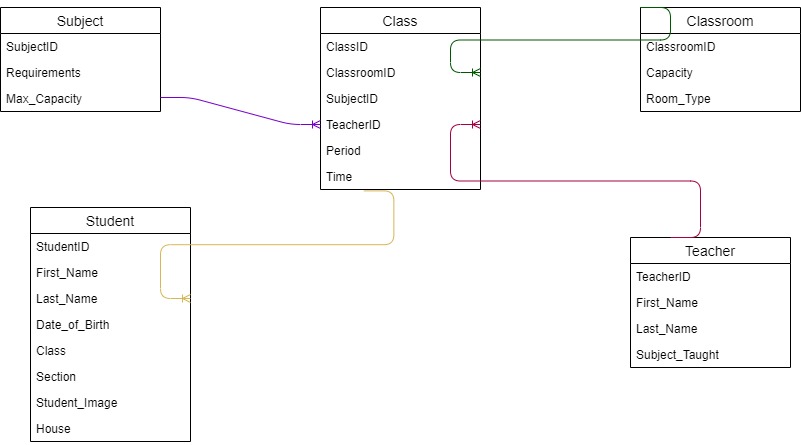 Subject
SubjectID
Requirements
Max_Capacity
Class
ClassID
ClassroomID
SubjectID
TeacherID
Period
Time
Classroom
ClassroomID
Capacity
Room_Type
Student
StudentID
First_Name
Last_Name
Date_of_Birth
Class
Section
Student_Image
House
Teacher
TeacherID
First_Name
Last_Name
Subject_Taught